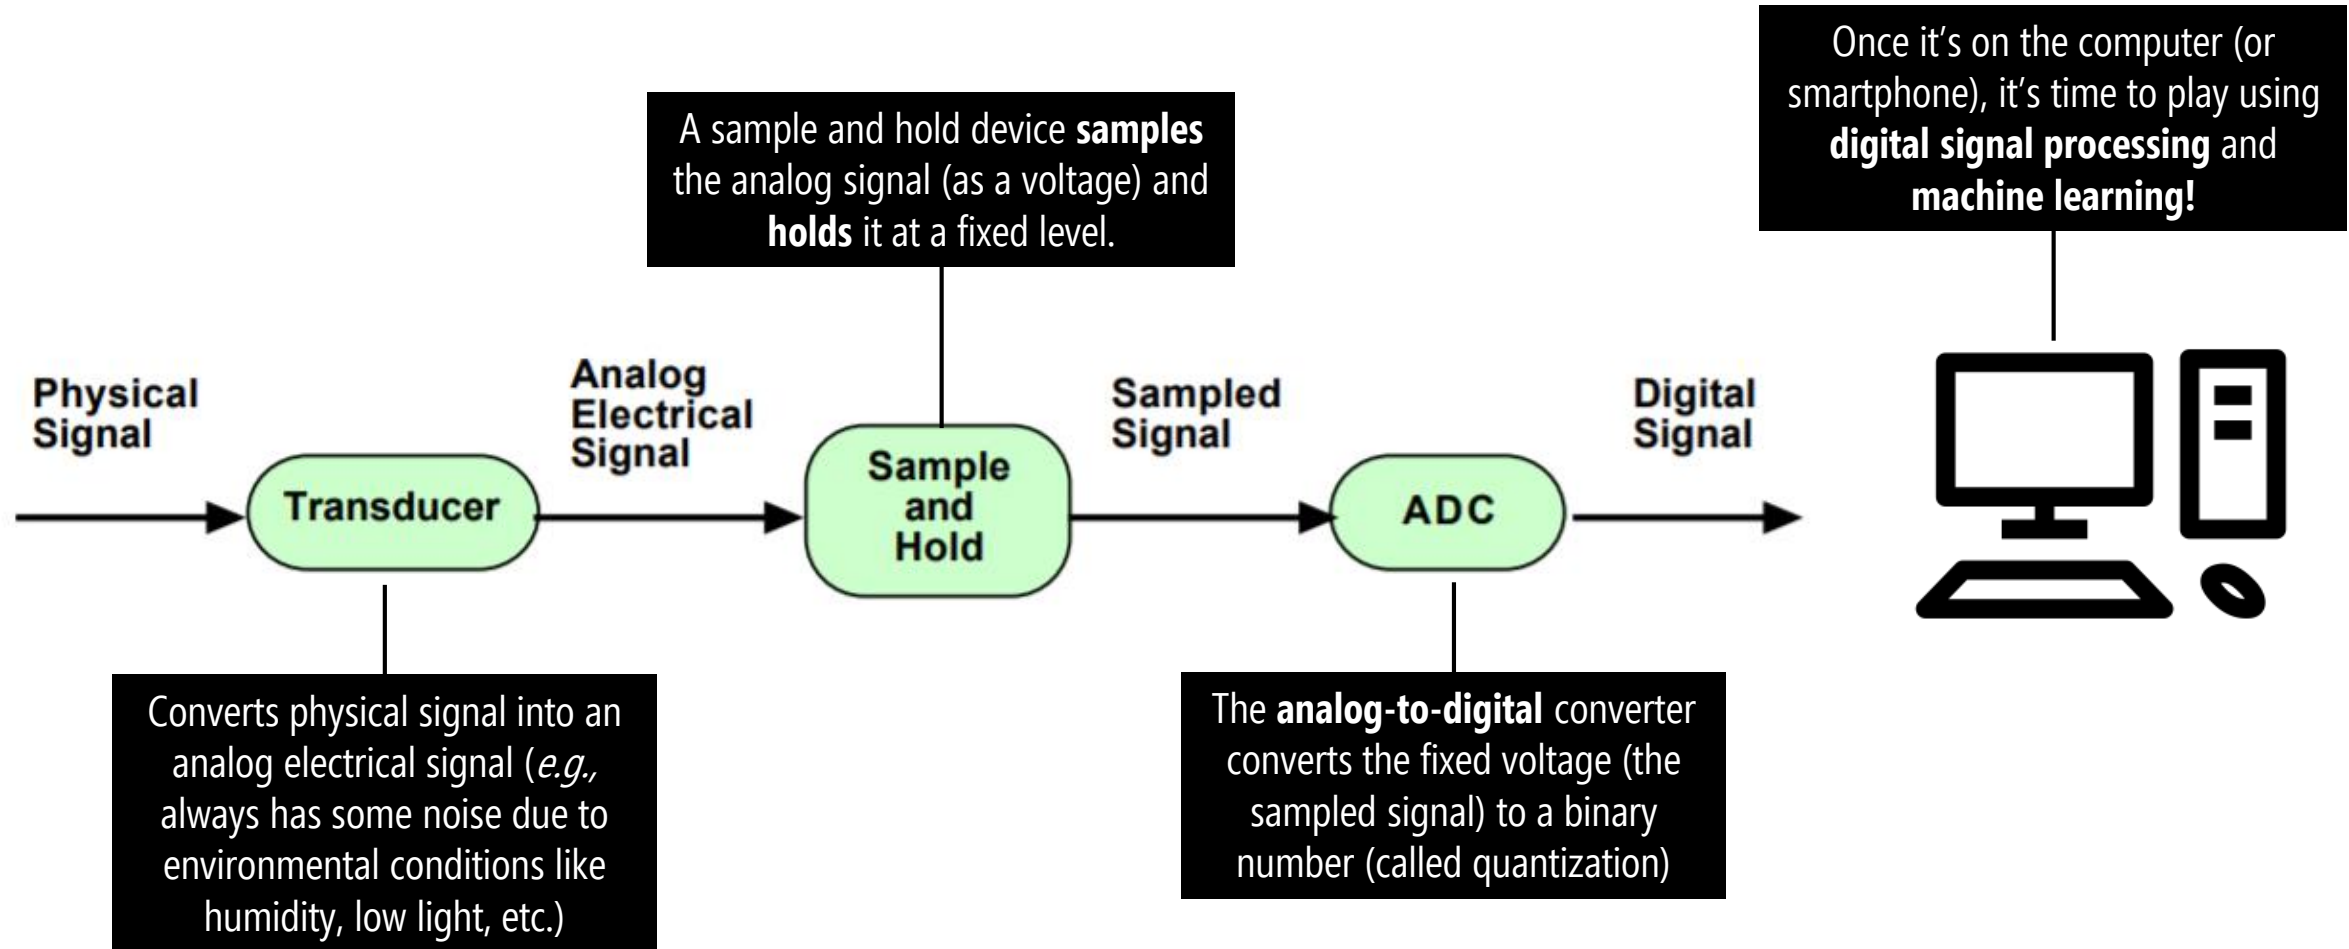 Once it's on the computer (or
smartphone), it's time to play using
digital signal processing and
machine learning!
A sample and hold device samples
the analog signal (as a voltage) and
holds it at a fixed level.
Physical
Signal
Transducer
Analog
Electrical
Signal
Sample
and
Hold
Sampled
Signal
ADC
Digital
Signal
Converts physical signal into an
analog electrical signal (e.g.,
always has some noise due to
environmental conditions like
humidity, low light, etc.)
The analog-to-digital converter
converts the fixed voltage (the
sampled signal) to a binary
number (called quantization)